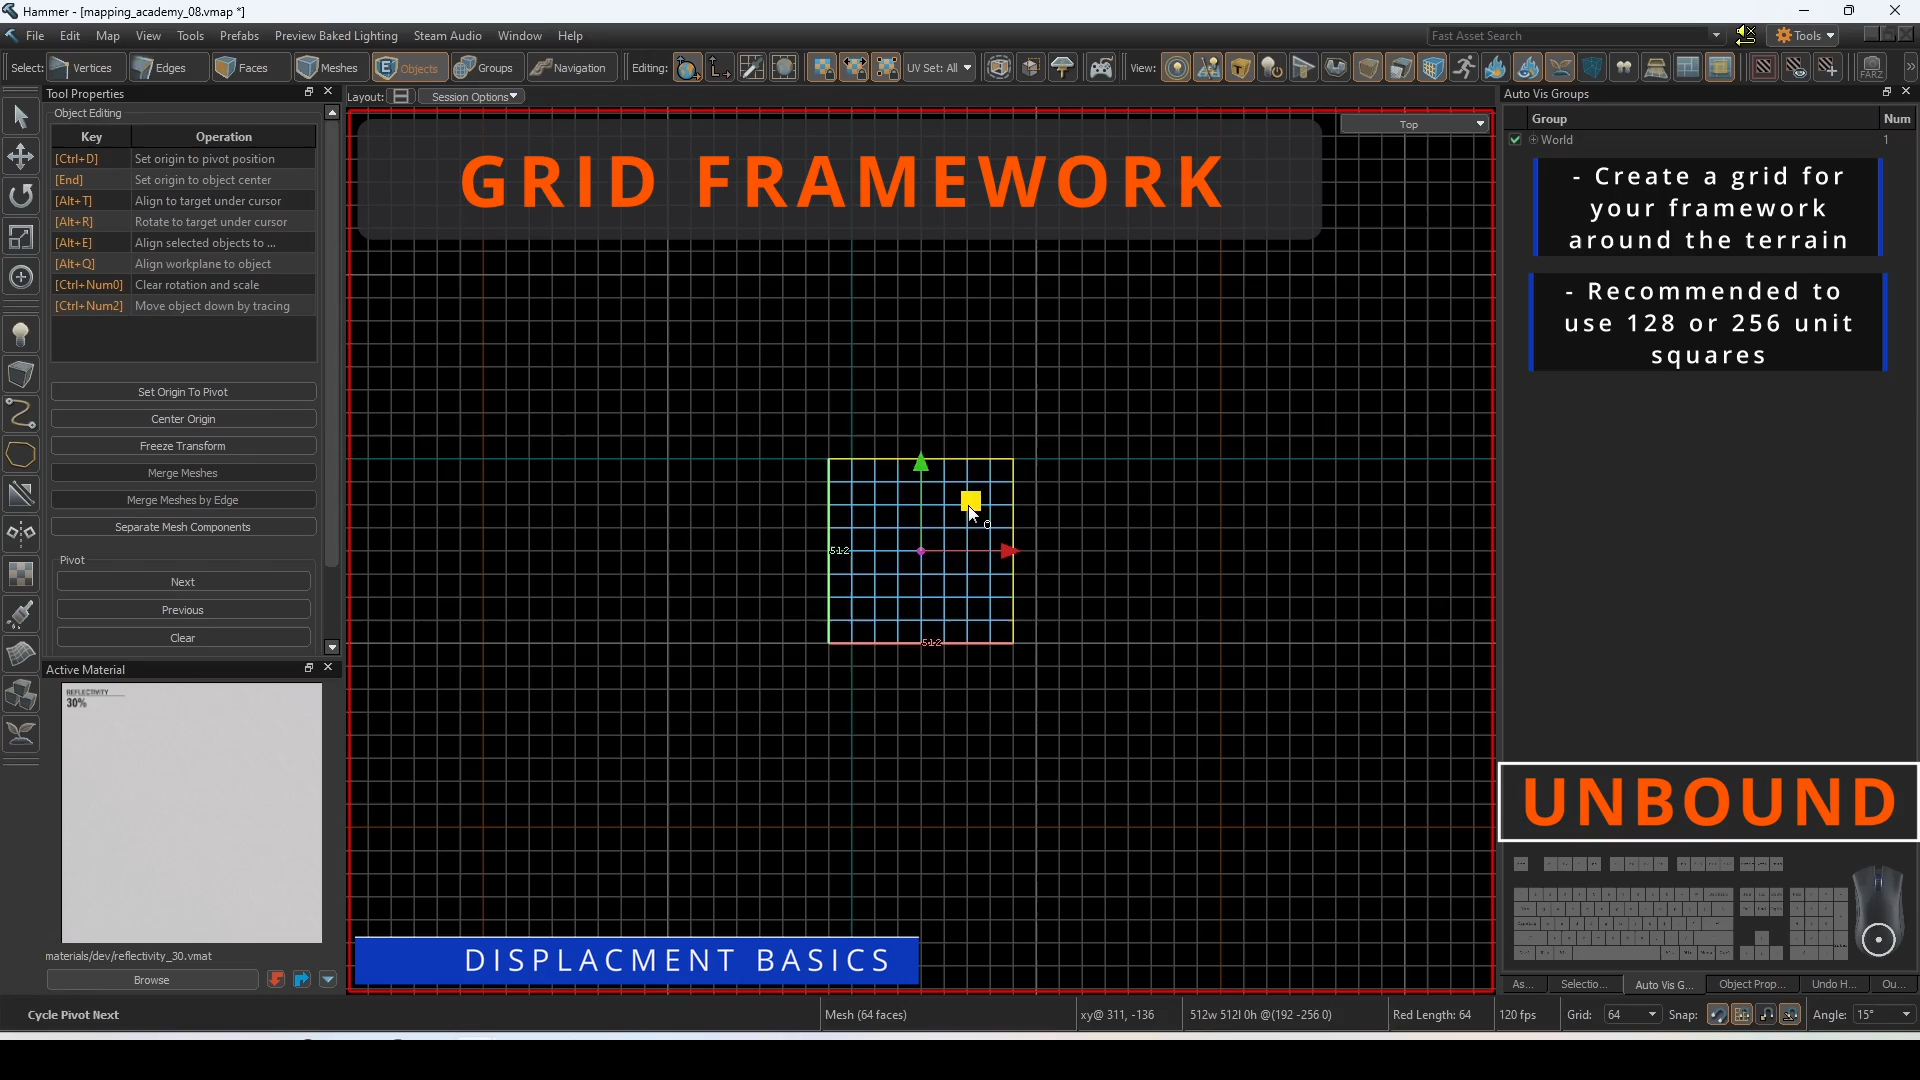 Hammer - [mapping_academy_08.vmap *]
File Edit Map View Tools Prefabs Preview Baked Lighting Steam Audio Window Help
Fast Asset Search
Tools
Select: Vertices Edges Faces Meshes Objects Groups Navigation Editing: UV Set: All View: FARZ
Tool Properties
Layout: Session Options
Auto Vis Groups
Object Editing
Key Operation
[Ctrl+D] Set origin to pivot position
[End] Set origin to object center
[Alt+T] Align to target under cursor
[Alt+R] Rotate to target under cursor
[Alt+E] Align selected objects to ...
[Alt+Q] Align workplane to object
[Ctrl+Num0] Clear rotation and scale
[Ctrl+Num2] Move object down by tracing
Set Origin To Pivot
Center Origin
Freeze Transform
Merge Meshes
Merge Meshes by Edge
Separate Mesh Components
Pivot
Next
Previous
Clear
Active Material
REFLECTIVITY
30%
materials/dev/reflectivity_30.vmat
Browse
GRID FRAMEWORK
Top
512
512
DISPLACMENT BASICS
Group Num
World 1
- Create a grid for
your framework
around the terrain
- Recommended to
use 128 or 256 unit
squares
UNBOUND
As... Selectio... Auto Vis G... Object Prop... Undo H... Ou...
Cycle Pivot Next
Mesh (64 faces)
xy@ 311, -136
512w 512l 0h @(192 -256 0)
Red Length: 64
120 fps
Grid: 64
Snap:
Angle: 15°